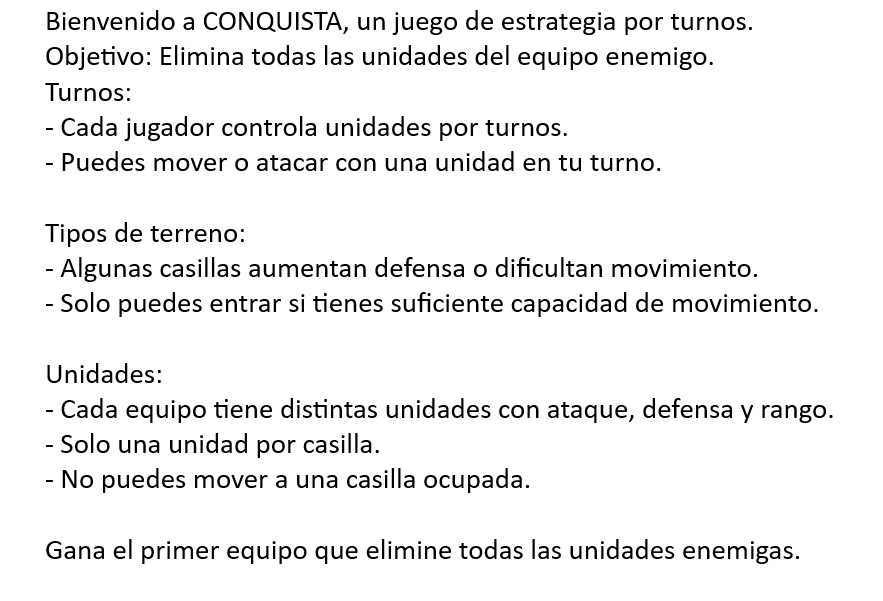 Bienvenido a CONQUISTA, un juego de estrategia por turnos.
Objetivo: Elimina todas las unidades del equipo enemigo.
Turnos:
- Cada jugador controla unidades por turnos.
- Puedes mover o atacar con una unidad en tu turno.
Tipos de terreno:
- Algunas casillas aumentan defensa o dificultan movimiento.
- Solo puedes entrar si tienes suficiente capacidad de movimiento.
Unidades:
- Cada equipo tiene distintas unidades con ataque, defensa y rango.
- Solo una unidad por casilla.
- No puedes mover a una casilla ocupada.
Gana el primer equipo que elimine todas las unidades enemigas.